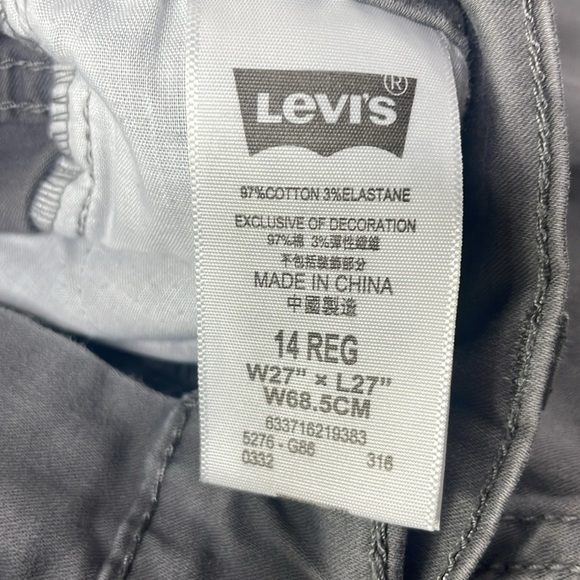 LEVI'S®
97%COTTON 3%ELASTANE
EXCLUSIVE OF DECORATION
97%棉 3%彈性纖維
不包括裝飾部分
MADE IN CHINA
中國製造
14 REG
W27" × L27"
W68.5CM
633716219383
5276 - G86
0332 316